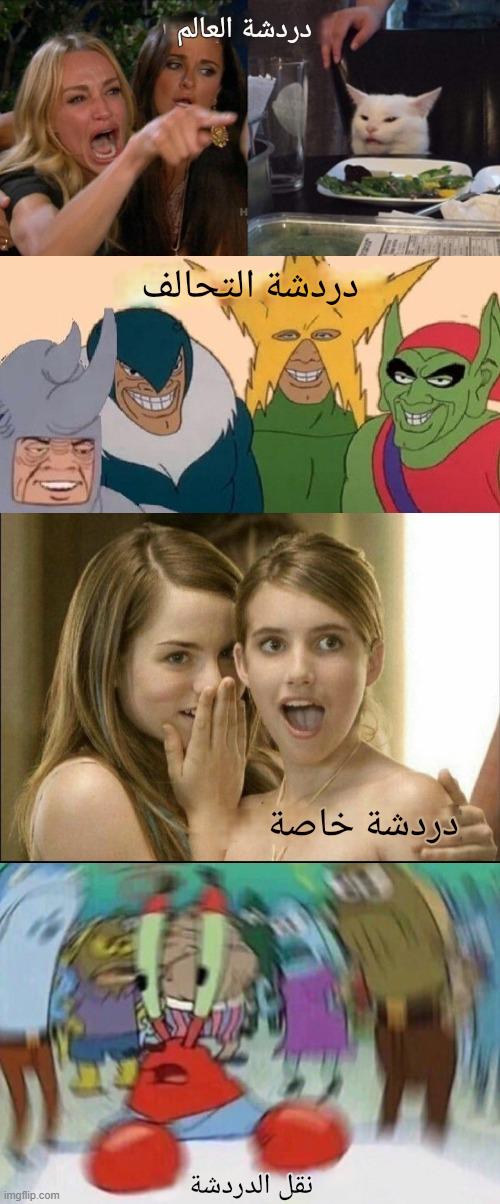 دردشة العالم
دردشة التحالف
دردشة خاصة
نقل الدردشة
imgflip.com